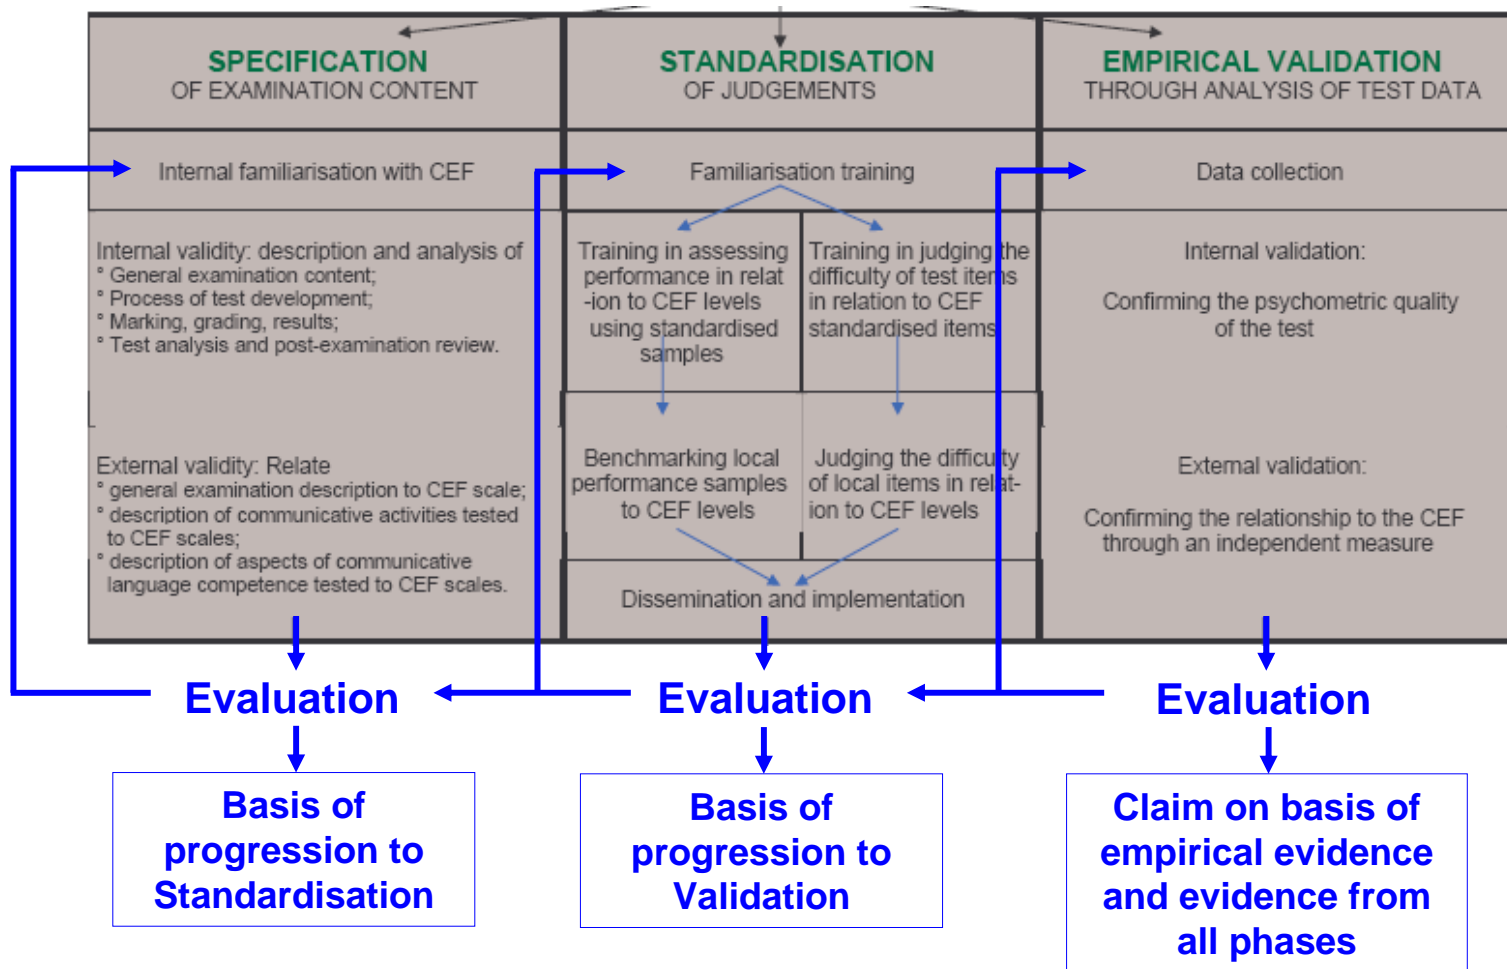 SPECIFICATION
OF EXAMINATION CONTENT
STANDARDISATION
OF JUDGEMENTS
EMPIRICAL VALIDATION
THROUGH ANALYSIS OF TEST DATA
Internal familiarisation with CEF
Familiarisation training
Data collection
Internal validity: description and analysis of
° General examination content;
° Process of test development;
° Marking, grading, results;
° Test analysis and post-examination review.
Training in assessing
performance in relat
-ion to CEF levels
using standardised
samples
Training in judging the
difficulty of test items
in relation to CEF
standardised items
Internal validation:
Confirming the psychometric quality
of the test
External validity: Relate
° general examination description to CEF scale;
° description of communicative activities tested
to CEF scales;
° description of aspects of communicative
language competence tested to CEF scales.
Benchmarking local
performance samples
to CEF levels
Judging the difficulty
of local items in relat-
ion to CEF levels
External validation:
Confirming the relationship to the CEF
through an independent measure
Dissemination and implementation
Evaluation
Evaluation
Evaluation
Basis of
progression to
Standardisation
Basis of
progression to
Validation
Claim on basis of
empirical evidence
and evidence from
all phases